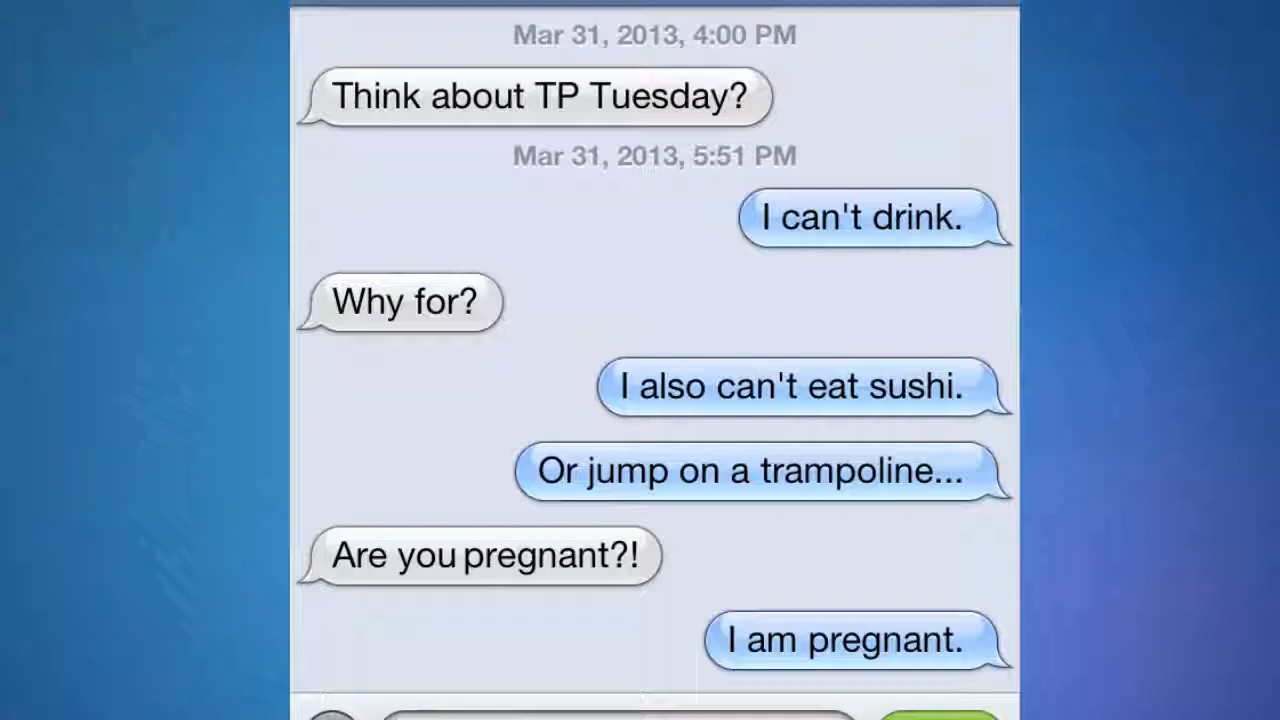 Mar 31, 2013, 4:00 PM
Think about TP Tuesday?
Mar 31, 2013, 5:51 PM
I can't drink.
Why for?
I also can't eat sushi.
Or jump on a trampoline...
Are you pregnant?!
I am pregnant.